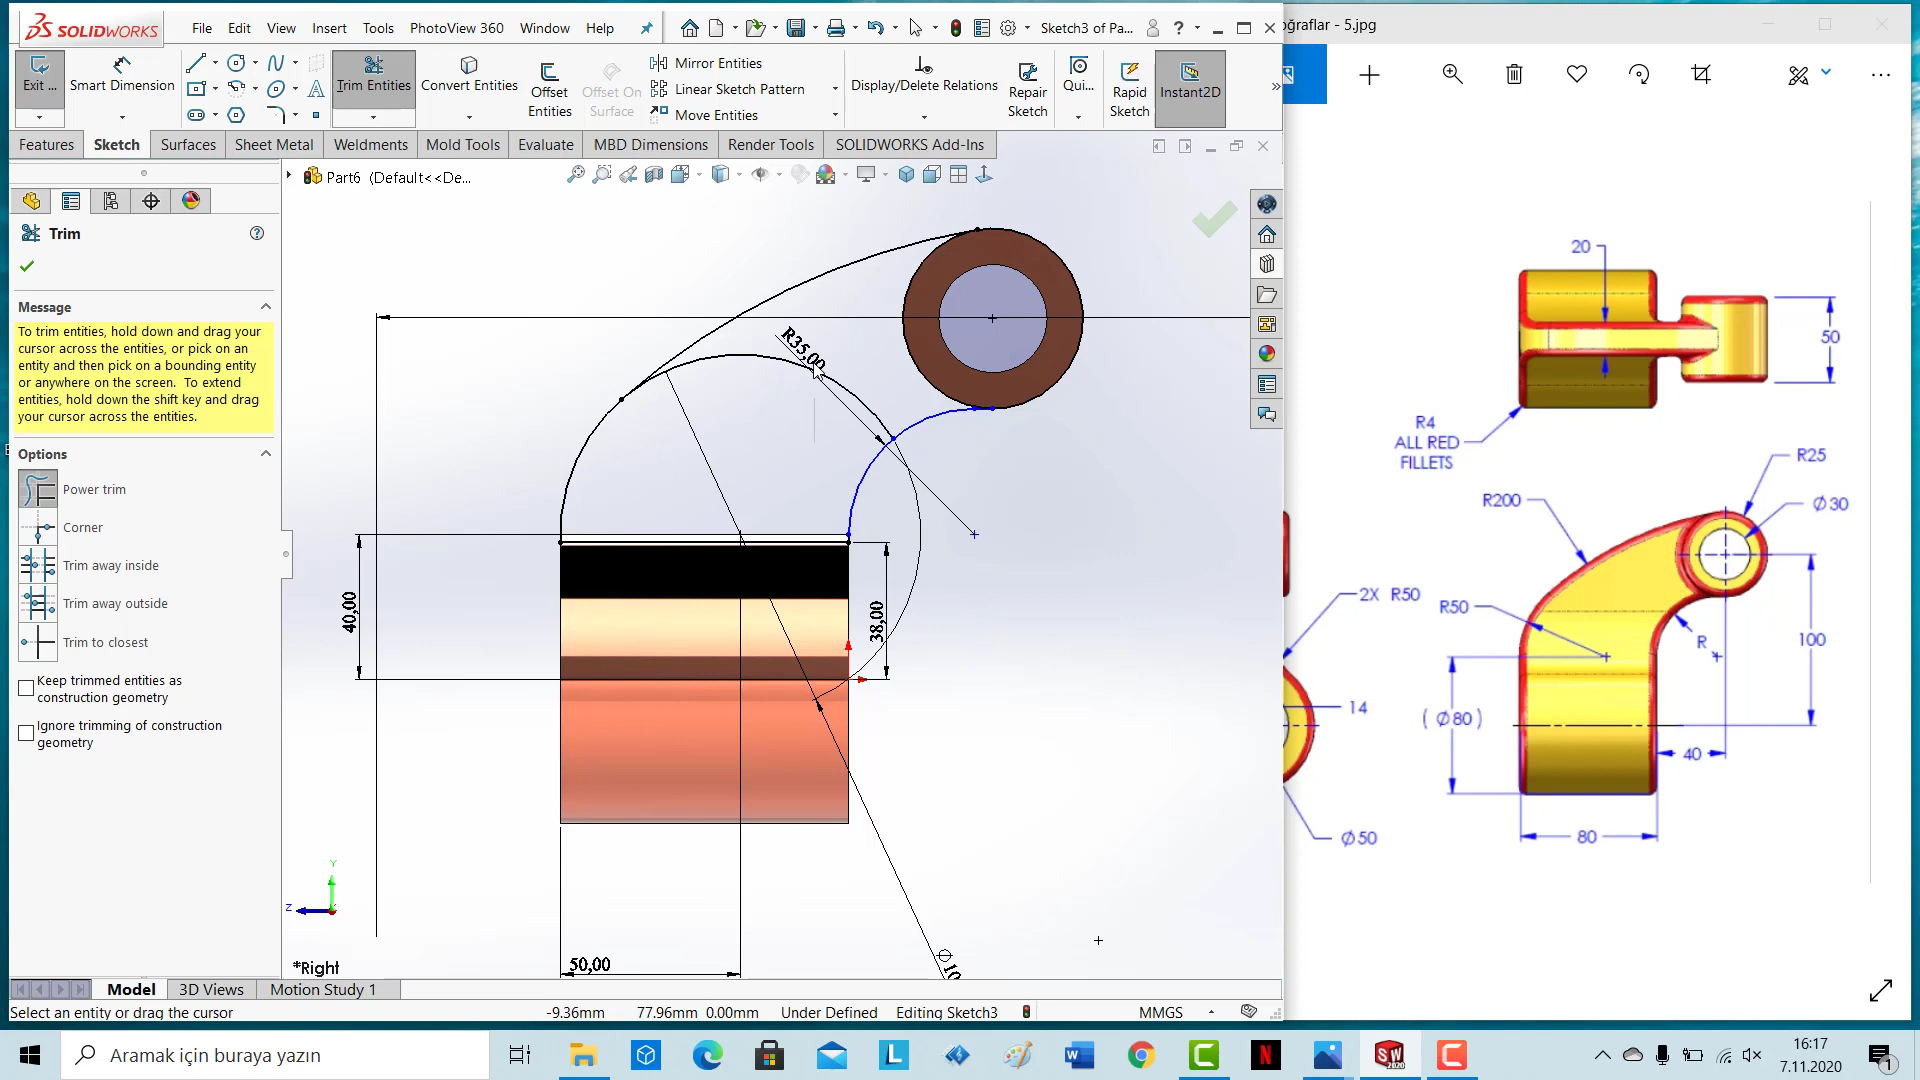 SOLIDWORKS
File Edit View Insert Tools PhotoView 360 Window Help
Sketch3 of Pa...
oğraflar - 5.jpg
Exit ...
Smart Dimension
Trim Entities
Convert Entities
Offset Entities
Offset On Surface
Mirror Entities
Linear Sketch Pattern
Move Entities
Display/Delete Relations
Repair Sketch
Qui...
Rapid Sketch
Instant2D
Features Sketch Surfaces Sheet Metal Weldments Mold Tools Evaluate MBD Dimensions Render Tools SOLIDWORKS Add-Ins
Part6 (Default<<De...
Trim
Message
To trim entities, hold down and drag your
cursor across the entities, or pick on an
entity and then pick on a bounding entity
or anywhere on the screen. To extend
entities, hold down the shift key and drag
your cursor across the entities.
Options
Power trim
Corner
Trim away inside
Trim away outside
Trim to closest
Keep trimmed entities as
construction geometry
Ignore trimming of construction
geometry
R35,00
40,00
38,00
50,00
⌀10
Y
Z
*Right
20
50
R4
ALL RED
FILLETS
R25
R200
⌀30
2X R50
R50
R
100
14
(⌀80)
40
⌀50
80
Model 3D Views Motion Study 1
Select an entity or drag the cursor
-9.36mm 77.96mm 0.00mm Under Defined Editing Sketch3
MMGS
Aramak için buraya yazın
16:17
7.11.2020